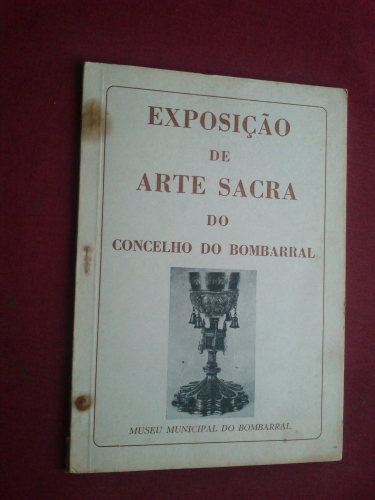 EXPOSIÇÃO
DE
ARTE SACRA
DO
CONCELHO DO BOMBARRAL
MUSEU MUNICIPAL DO BOMBARRAL